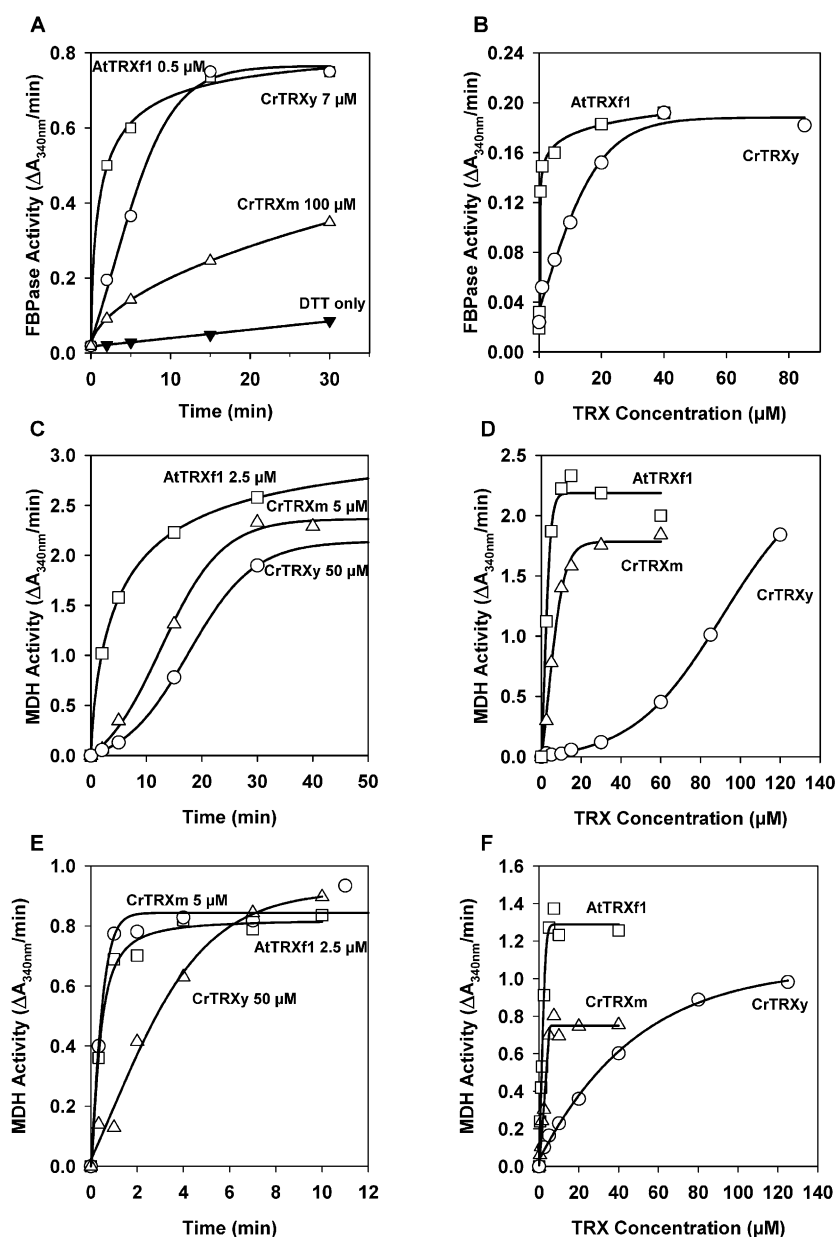 A
FBPase Activity (ΔA340nm/min)
0.8
0.6
0.4
0.2
0.0
AtTRXf1 0.5 µM
CrTRXy 7 µM
CrTRXm 100 µM
DTT only
0 10 20 30
Time (min)
B
FBPase Activity (ΔA340nm/min)
0.24
0.20
0.16
0.12
0.08
0.04
0.00
AtTRXf1
CrTRXy
0 20 40 60 80
TRX Concentration (µM)
C
MDH Activity (ΔA340nm/min)
3.0
2.5
2.0
1.5
1.0
0.5
0.0
AtTRXf1 2.5 µM
CrTRXm 5 µM
CrTRXy 50 µM
0 10 20 30 40 50
Time (min)
D
MDH Activity (ΔA340nm/min)
2.5
2.0
1.5
1.0
0.5
0.0
AtTRXf1
CrTRXm
CrTRXy
0 20 40 60 80 100 120 140
TRX Concentration (µM)
E
MDH Activity (ΔA340nm/min)
1.0
0.8
0.6
0.4
0.2
0.0
CrTRXm 5 µM
AtTRXf1 2.5 µM
CrTRXy 50 µM
0 2 4 6 8 10 12
Time (min)
F
MDH Activity (ΔA340nm/min)
1.6
1.4
1.2
1.0
0.8
0.6
0.4
0.2
0.0
AtTRXf1
CrTRXm
CrTRXy
0 20 40 60 80 100 120 140
TRX Concentration (µM)